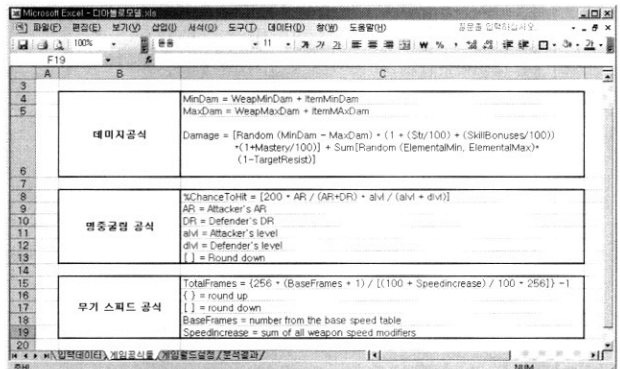 Microsoft Excel - 디아블로모델.xls
파일(F) 편집(E) 보기(V) 삽입(I) 서식(O) 도구(T) 데이터(D) 창(W) 도움말(H) 질문을 입력하십시오
100% 돋움 11 가 가 가 W % ,
F19 fx
A B C
3
4 MinDam = WeapMinDam + ItemMinDam
5 MaxDam = WeapMaxDam + ItemMAxDam
데미지공식
Damage = [Random (MinDam - MaxDam) * (1 + (Str/100) + (SkillBonuses/100))
*(1+Mastery/100)] + Sum[Random (ElementalMin, ElementalMax)*
6 (1-TargetResist)]
7
8 %ChanceToHit = [200 * AR / (AR+DR) * alvl / (alvl + dlvl)]
9 AR = Attacker's AR
10 명중굴림 공식 DR = Defender's DR
11 alvl = Attacker's level
12 dlvl = Defender's level
13 [ ] = Round down
14
15 TotalFrames = {256 * (BaseFrames + 1) / [(100 + SpeedIncrease) / 100 * 256]} -1
16 { } = round up
17 무기 스피드 공식 [ ] = round down
18 BaseFrames = number from the base speed table
19 SpeedIncrease = sum of all weapon speed modifiers
20
입력데이터 / 게임공식률 / 게임월드설정 / 분석결과 /
준비 NUM